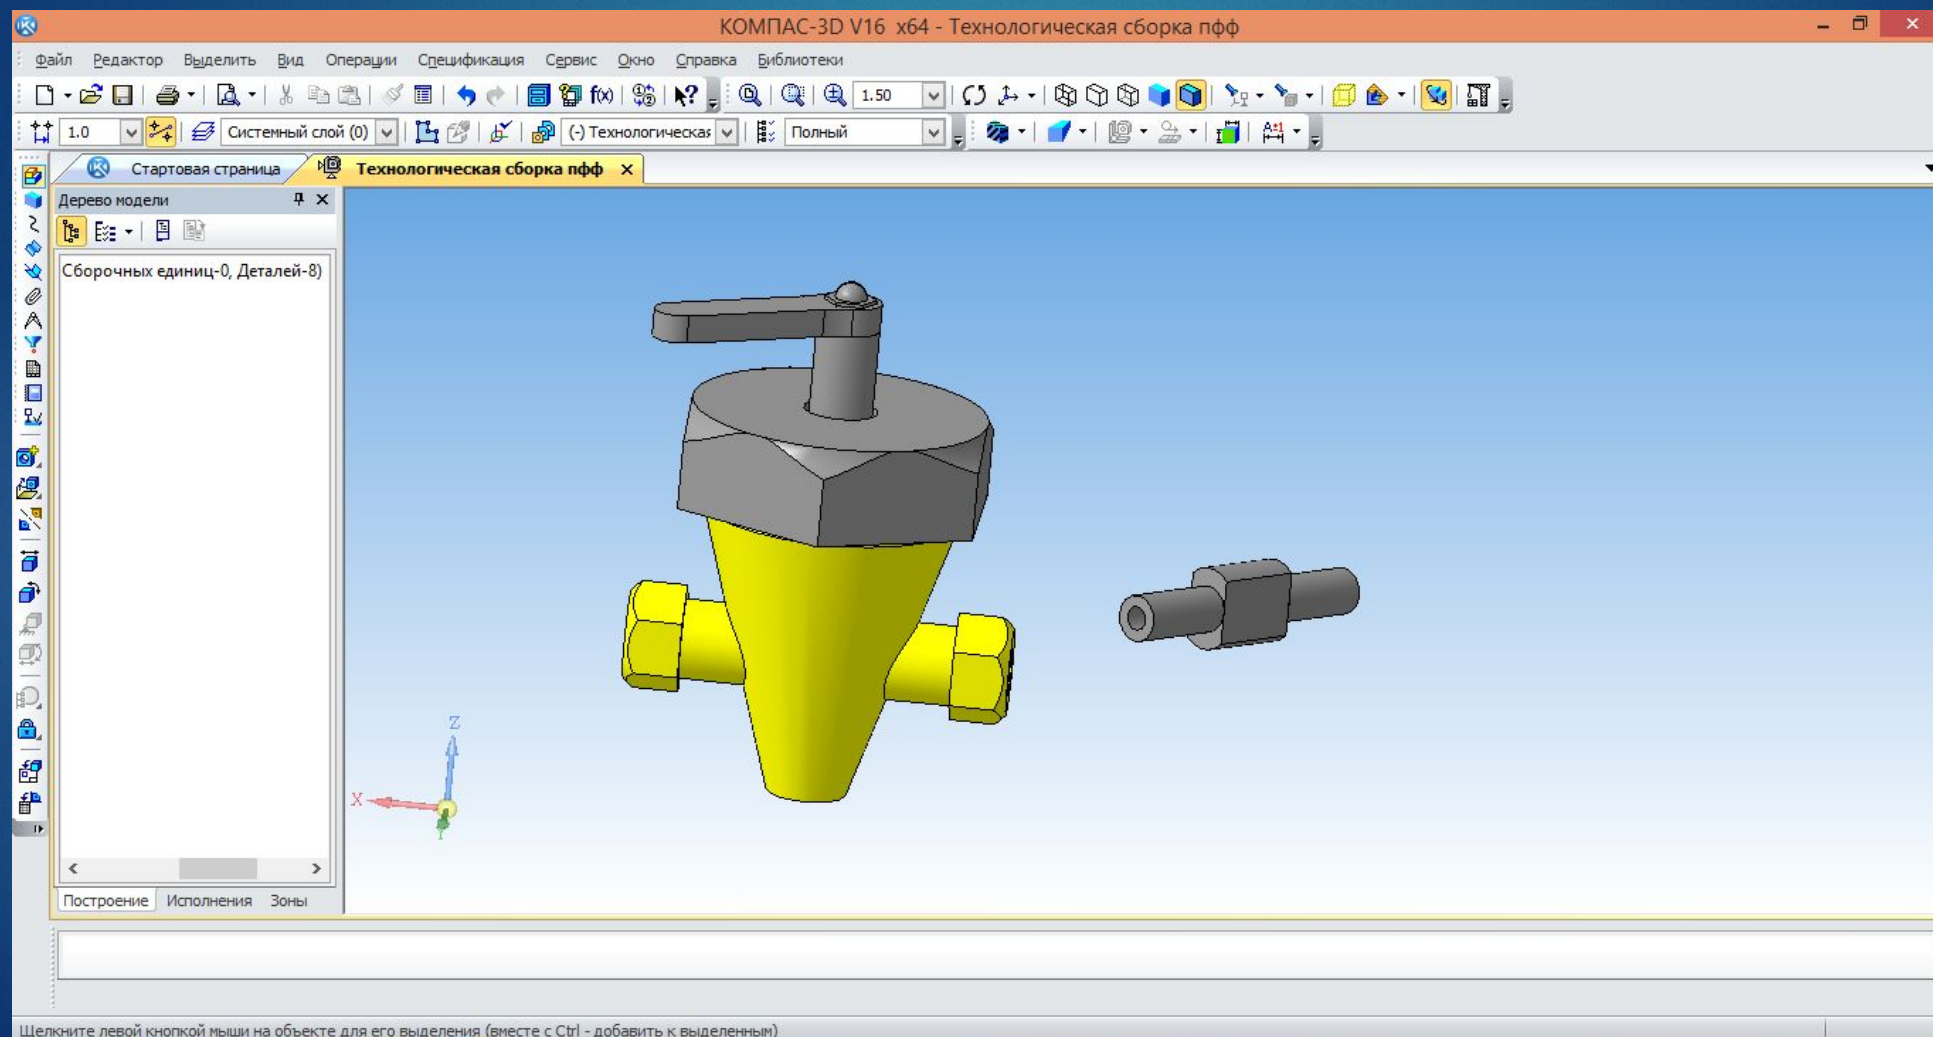 КОМПАС-3D V16 x64 - Технологическая сборка пфф
Файл Редактор Выделить Вид Операции Спецификация Сервис Окно Справка Библиотеки
1.50
1.0 Системный слой (0) (-) Технологическая Полный
Стартовая страница Технологическая сборка пфф
Дерево модели
Сборочных единиц-0, Деталей-8)
Z
X
Y
Построение Исполнения Зоны
Щелкните левой кнопкой мыши на объекте для его выделения (вместе с Ctrl - добавить к выделенным)